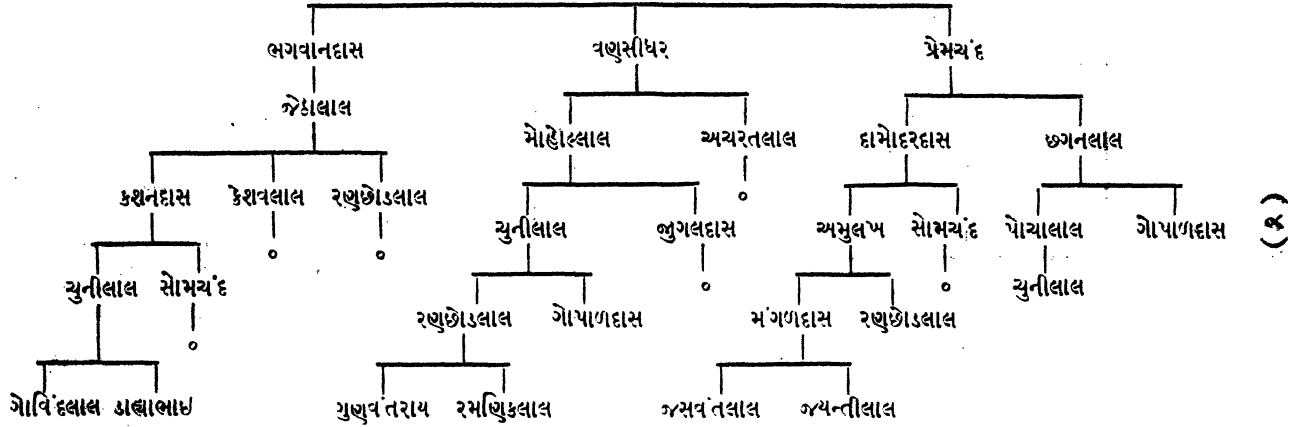 ભગવાનદાસ વણસીધર પ્રેમચંદ
જેઠાલાલ
મોહોલ્લાલ અચરતલાલ દામોદરદાસ છગનલાલ
કશનદાસ કેશવલાલ રણછોડલાલ
ચુનીલાલ જુગલદાસ અમુલખ સોમચંદ પોચાલાલ ગોપાળદાસ
(૨)
ચુનીલાલ સોમચંદ ચુનીલાલ
રણછોડલાલ ગોપાળદાસ મંગળદાસ રણછોડલાલ
ગોવિંદલાલ ડાહ્યાભાઇ ગુણવંતરાય રમણિકલાલ જસવંતલાલ જયન્તીલાલ